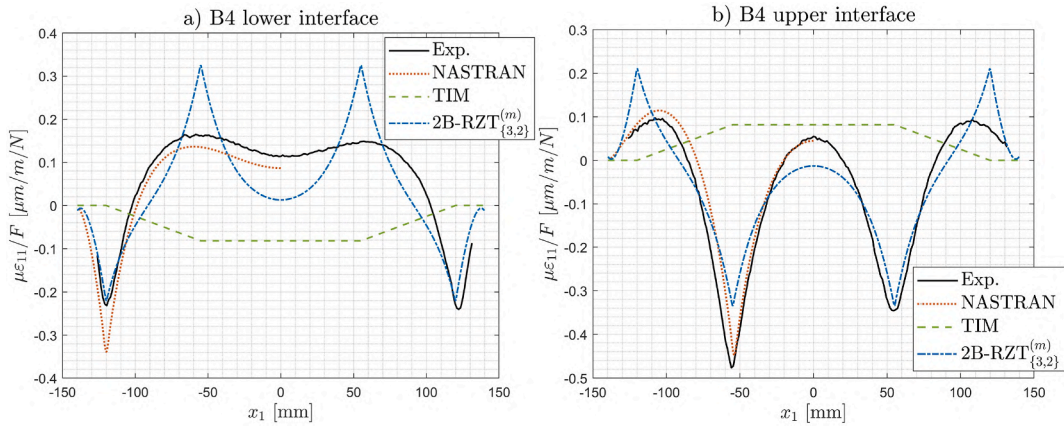 a) B4 lower interface
0.4
0.3
0.2
0.1
0
-0.1
-0.2
-0.3
-0.4
με₁₁/F [μm/m/N]
-150
-100
-50
0
50
100
150
x₁ [mm]
Exp.
NASTRAN
TIM
2B-RZT^{(m)}_{{3,2}}
b) B4 upper interface
0.3
0.2
0.1
0
-0.1
-0.2
-0.3
-0.4
-0.5
με₁₁/F [μm/m/N]
-150
-100
-50
0
50
100
150
x₁ [mm]
Exp.
NASTRAN
TIM
2B-RZT^{(m)}_{{3,2}}